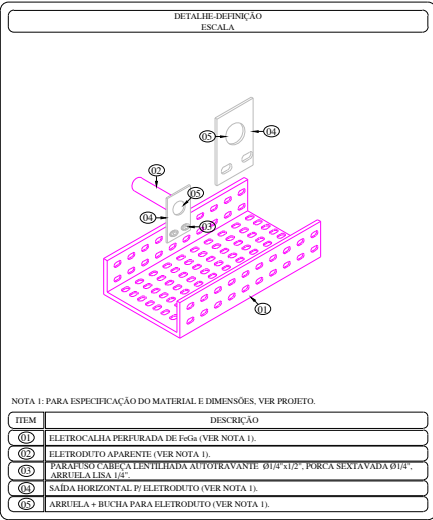 DETALHE-DEFINIÇÃO
ESCALA
05
04
02
05
04
03
01
NOTA 1: PARA ESPECIFICAÇÃO DO MATERIAL E DIMENSÕES, VER PROJETO.
ITEM DESCRIÇÃO
01 ELETROCALHA PERFURADA DE FeGa (VER NOTA 1).
02 ELETRODUTO APARENTE (VER NOTA 1).
03 PARAFUSO CABEÇA LENTILHADA AUTOTRAVANTE Ø1/4"x1/2", PORCA SEXTAVADA Ø1/4",
ARRUELA LISA 1/4".
04 SAÍDA HORIZONTAL P/ ELETRODUTO (VER NOTA 1).
05 ARRUELA + BUCHA PARA ELETRODUTO (VER NOTA 1).